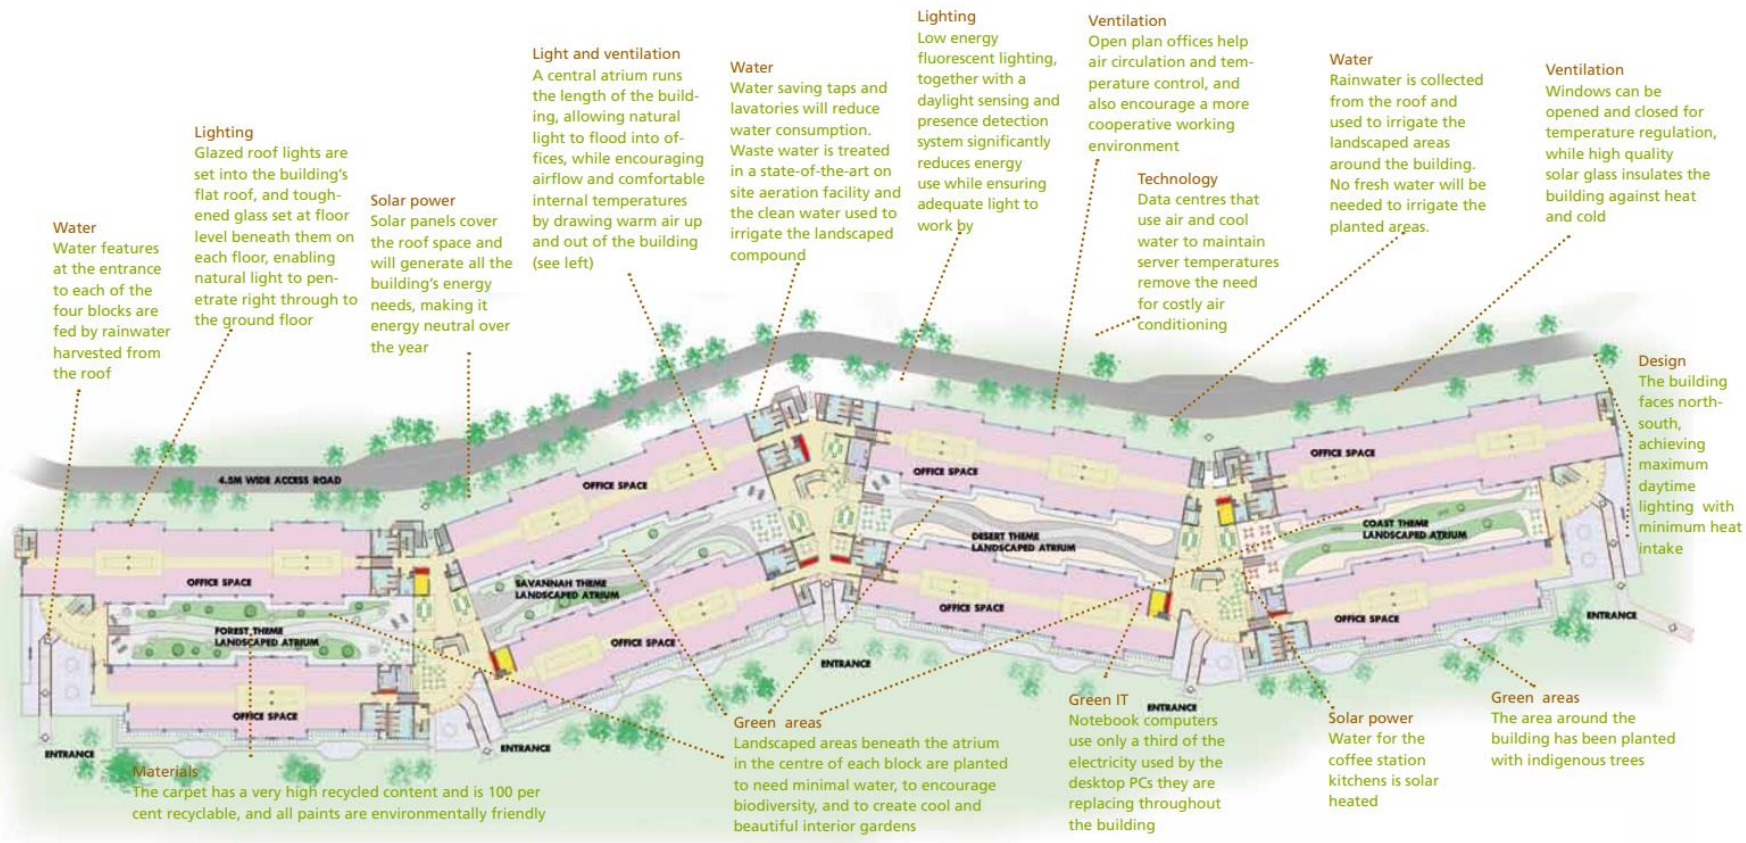 Water
Water features
at the entrance
to each of the
four blocks are
fed by rainwater
harvested from
the roof
Lighting
Glazed roof lights are
set into the building's
flat roof, and tough-
ened glass set at floor
level beneath them on
each floor, enabling
natural light to pen-
etrate right through to
the ground floor
Solar power
Solar panels cover
the roof space and
will generate all the
building's energy
needs, making it
energy neutral over
the year
Light and ventilation
A central atrium runs
the length of the build-
ing, allowing natural
light to flood into of-
fices, while encouraging
airflow and comfortable
internal temperatures
by drawing warm air up
and out of the building
(see left)
Water
Water saving taps and
lavatories will reduce
water consumption.
Waste water is treated
in a state-of-the-art on
site aeration facility and
the clean water used to
irrigate the landscaped
compound
Lighting
Low energy
fluorescent lighting,
together with a
daylight sensing and
presence detection
system significantly
reduces energy
use while ensuring
adequate light to
work by
Ventilation
Open plan offices help
air circulation and tem-
perature control, and
also encourage a more
cooperative working
environment
Technology
Data centres that
use air and cool
water to maintain
server temperatures
remove the need
for costly air
conditioning
Water
Rainwater is collected
from the roof and
used to irrigate the
landscaped areas
around the building.
No fresh water will be
needed to irrigate the
planted areas.
Ventilation
Windows can be
opened and closed for
temperature regulation,
while high quality
solar glass insulates the
building against heat
and cold
Design
The building
faces north-
south,
achieving
maximum
daytime
lighting with
minimum heat
intake
4.5M WIDE ACCESS ROAD
OFFICE SPACE
OFFICE SPACE
OFFICE SPACE
OFFICE SPACE
FOREST THEME
LANDSCAPED ATRIUM
SAVANNAH THEME
LANDSCAPED ATRIUM
DESERT THEME
LANDSCAPED ATRIUM
COAST THEME
LANDSCAPED ATRIUM
OFFICE SPACE
OFFICE SPACE
OFFICE SPACE
OFFICE SPACE
ENTRANCE
ENTRANCE
ENTRANCE
ENTRANCE
ENTRANCE
Materials
The carpet has a very high recycled content and is 100 per
cent recyclable, and all paints are environmentally friendly
Green areas
Landscaped areas beneath the atrium
in the centre of each block are planted
to need minimal water, to encourage
biodiversity, and to create cool and
beautiful interior gardens
Green IT
Notebook computers
use only a third of the
electricity used by the
desktop PCs they are
replacing throughout
the building
Solar power
Water for the
coffee station
kitchens is solar
heated
Green areas
The area around the
building has been planted
with indigenous trees